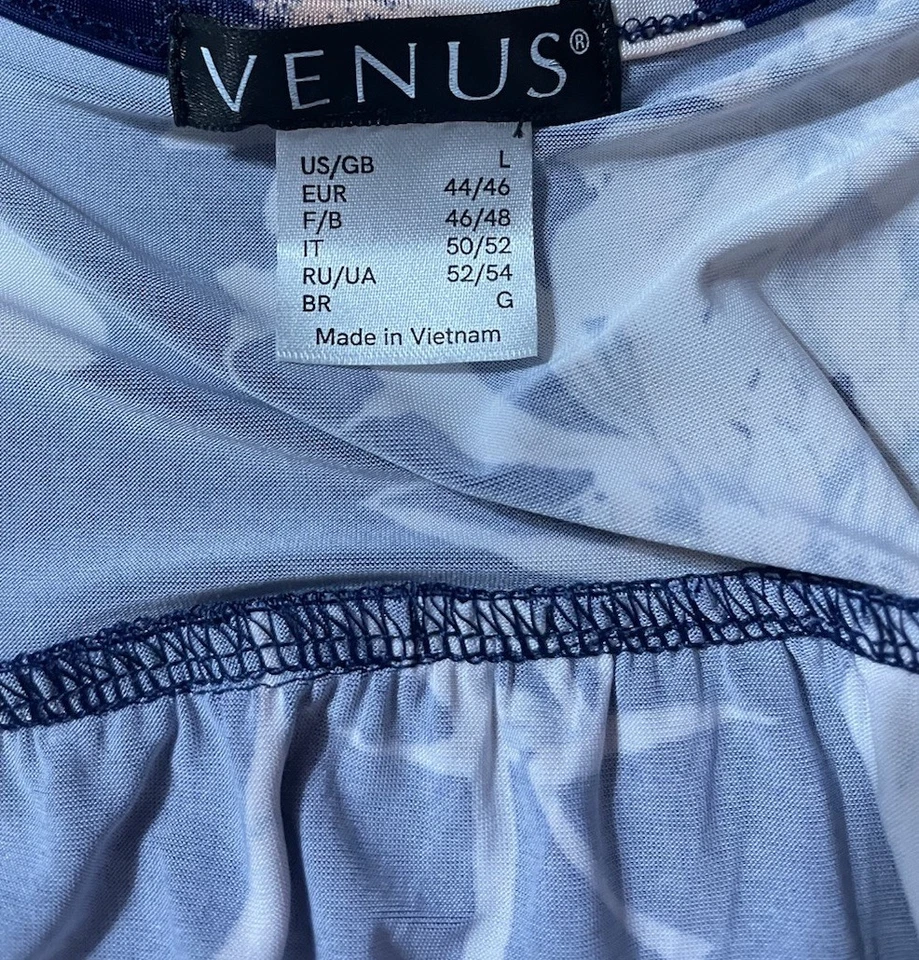 VENUS®
US/GB L
EUR 44/46
F/B 46/48
IT 50/52
RU/UA 52/54
BR G
Made in Vietnam